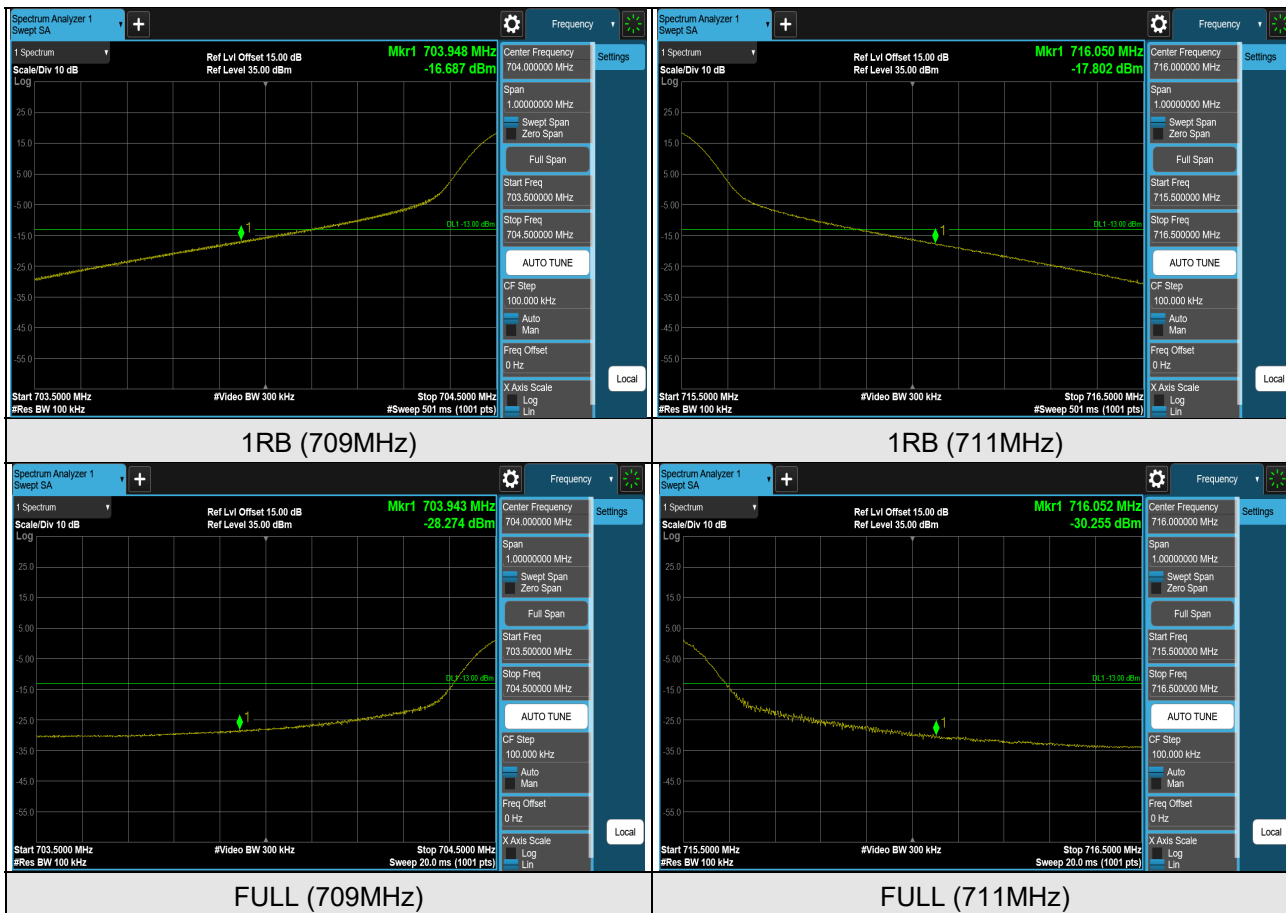 Spectrum Analyzer 1
Swept SA
+
Frequency
1 Spectrum
Scale/Div 10 dB
Log
Ref Lvl Offset 15.00 dB
Ref Level 35.00 dBm
Mkr1 703.948 MHz
-16.687 dBm
25.0
15.0
5.00
-5.00
-15.0
-25.0
-35.0
-45.0
-55.0
1
DL1 -13.00 dBm
Start 703.5000 MHz
#Res BW 100 kHz
#Video BW 300 kHz
Stop 704.5000 MHz
#Sweep 501 ms (1001 pts)
Center Frequency
704.000000 MHz
Span
1.00000000 MHz
Swept Span
Zero Span
Full Span
Start Freq
703.500000 MHz
Stop Freq
704.500000 MHz
AUTO TUNE
CF Step
100.000 kHz
Auto
Man
Freq Offset
0 Hz
X Axis Scale
Log
Lin
Settings
Local
Spectrum Analyzer 1
Swept SA
+
Frequency
1 Spectrum
Scale/Div 10 dB
Log
Ref Lvl Offset 15.00 dB
Ref Level 35.00 dBm
Mkr1 716.050 MHz
-17.802 dBm
25.0
15.0
5.00
-5.00
-15.0
-25.0
-35.0
-45.0
-55.0
1
DL1 -13.00 dBm
Start 715.5000 MHz
#Res BW 100 kHz
#Video BW 300 kHz
Stop 716.5000 MHz
#Sweep 501 ms (1001 pts)
Center Frequency
716.000000 MHz
Span
1.00000000 MHz
Swept Span
Zero Span
Full Span
Start Freq
715.500000 MHz
Stop Freq
716.500000 MHz
AUTO TUNE
CF Step
100.000 kHz
Auto
Man
Freq Offset
0 Hz
X Axis Scale
Log
Lin
Settings
Local
1RB (709MHz)
1RB (711MHz)
Spectrum Analyzer 1
Swept SA
+
Frequency
1 Spectrum
Scale/Div 10 dB
Log
Ref Lvl Offset 15.00 dB
Ref Level 35.00 dBm
Mkr1 703.943 MHz
-28.274 dBm
25.0
15.0
5.00
-5.00
-15.0
-25.0
-35.0
-45.0
-55.0
1
DL1 -13.00 dBm
Start 703.5000 MHz
#Res BW 100 kHz
#Video BW 300 kHz
Stop 704.5000 MHz
Sweep 20.0 ms (1001 pts)
Center Frequency
704.000000 MHz
Span
1.00000000 MHz
Swept Span
Zero Span
Full Span
Start Freq
703.500000 MHz
Stop Freq
704.500000 MHz
AUTO TUNE
CF Step
100.000 kHz
Auto
Man
Freq Offset
0 Hz
X Axis Scale
Log
Lin
Settings
Local
Spectrum Analyzer 1
Swept SA
+
Frequency
1 Spectrum
Scale/Div 10 dB
Log
Ref Lvl Offset 15.00 dB
Ref Level 35.00 dBm
Mkr1 716.052 MHz
-30.255 dBm
25.0
15.0
5.00
-5.00
-15.0
-25.0
-35.0
-45.0
-55.0
1
DL1 -13.00 dBm
Start 715.5000 MHz
#Res BW 100 kHz
#Video BW 300 kHz
Stop 716.5000 MHz
Sweep 20.0 ms (1001 pts)
Center Frequency
716.000000 MHz
Span
1.00000000 MHz
Swept Span
Zero Span
Full Span
Start Freq
715.500000 MHz
Stop Freq
716.500000 MHz
AUTO TUNE
CF Step
100.000 kHz
Auto
Man
Freq Offset
0 Hz
X Axis Scale
Log
Lin
Settings
Local
FULL (709MHz)
FULL (711MHz)